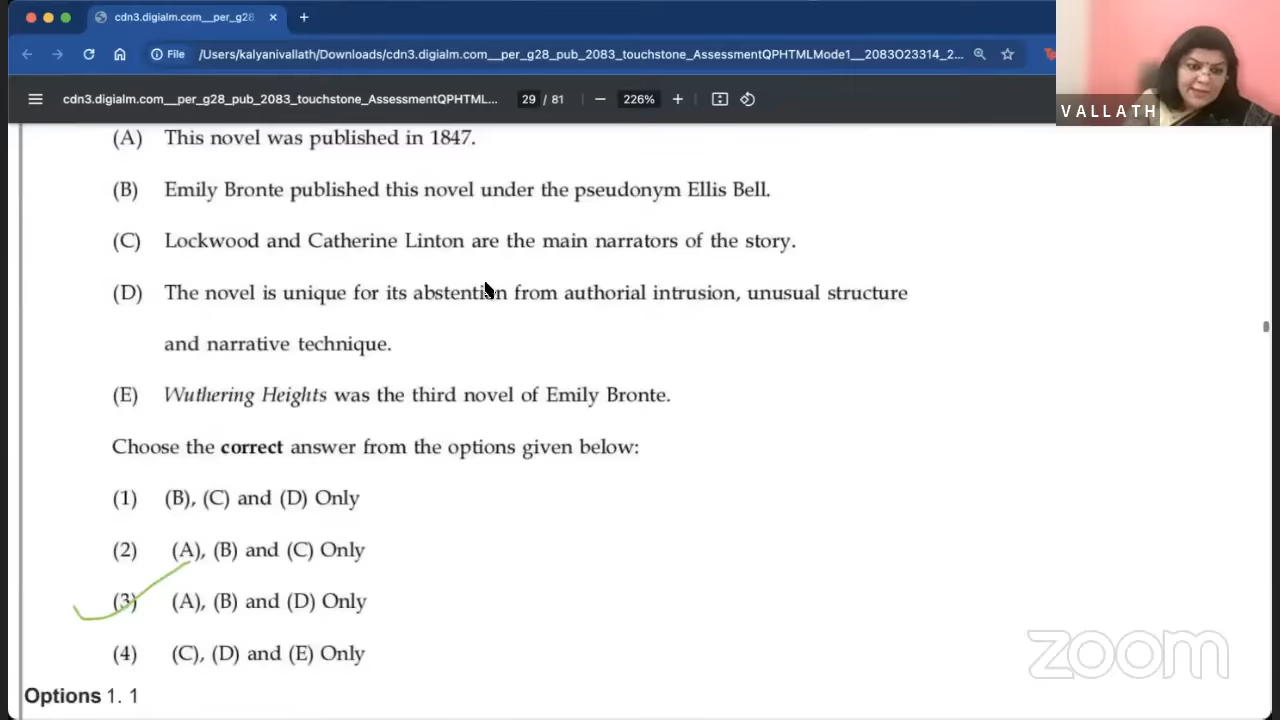 cdn3.digialm.com__per_g28
File /Users/kalyanivallath/Downloads/cdn3.digialm.com__per_g28_pub_2083_touchstone_AssessmentQPHTMLMode1__2083O23314_2...
cdn3.digialm.com__per_g28_pub_2083_touchstone_AssessmentQPHTML... 29 / 81 226%
VALLATH
(A) This novel was published in 1847.
(B) Emily Bronte published this novel under the pseudonym Ellis Bell.
(C) Lockwood and Catherine Linton are the main narrators of the story.
(D) The novel is unique for its abstention from authorial intrusion, unusual structure
and narrative technique.
(E) Wuthering Heights was the third novel of Emily Bronte.
Choose the correct answer from the options given below:
(1) (B), (C) and (D) Only
(2) (A), (B) and (C) Only
(3) (A), (B) and (D) Only
(4) (C), (D) and (E) Only
zoom
Options 1. 1